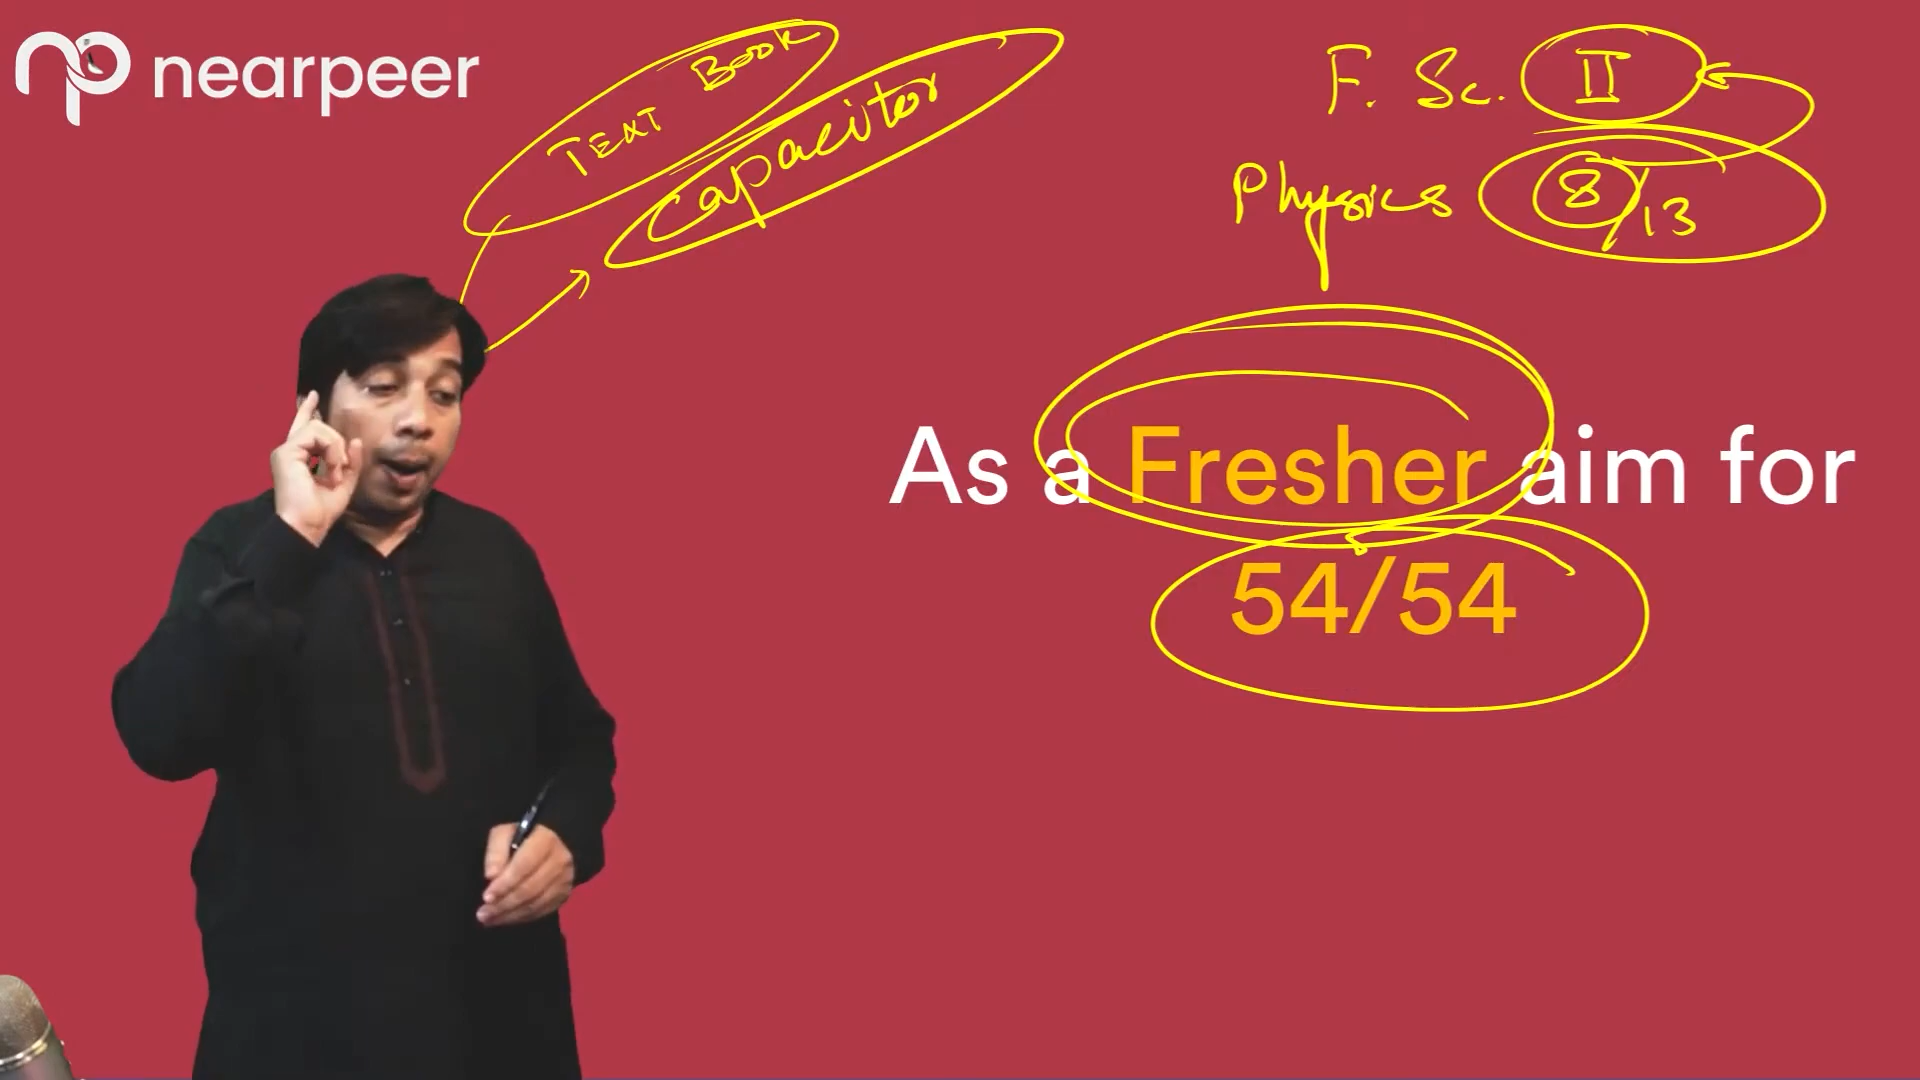 nearpeer
TEXT Book
Capacitor
F. Sc. II
Physics 8/13
As a Fresher aim for
54/54